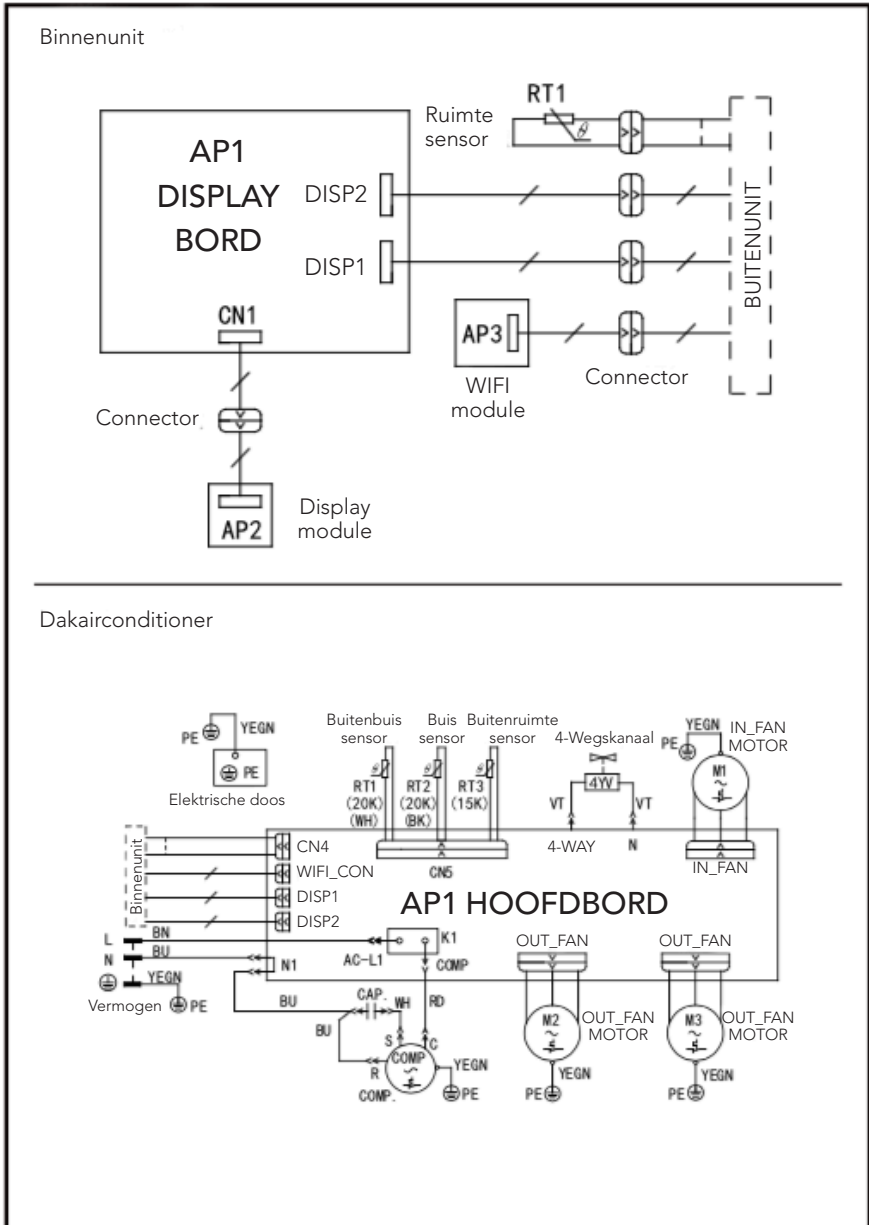 Binnenunit
RT1
Ruimte
sensor
θ
AP1
DISPLAY
BORD
DISP2
DISP1
BUITENUNIT
CN1
AP3
WIFI
module
Connector
Connector
AP2
Display
module
Dakairconditioner
PE
YEGN
PE
Elektrische doos
Buitenbuis
sensor
Buis
sensor
Buitenruimte
sensor
4-Wegskanaal
YEGN
IN_FAN
MOTOR
PE
M1
~
θ
RT1
(20K)
(WH)
θ
RT2
(20K)
(BK)
θ
RT3
(15K)
4YV
VT
VT
4-WAY
N
IN_FAN
CN5
Binnenunit
CN4
WIFI_CON
DISP1
DISP2
AP1 HOOFDBORD
L
BN
N
BU
YEGN
PE
Vermogen
N1
AC-L1
K1
COMP
OUT_FAN
OUT_FAN
BU
CAP.
WH
RD
BU
S
C
R
COMP
~
COMP.
YEGN
PE
M2
~
OUT_FAN
MOTOR
YEGN
PE
M3
~
OUT_FAN
MOTOR
YEGN
PE